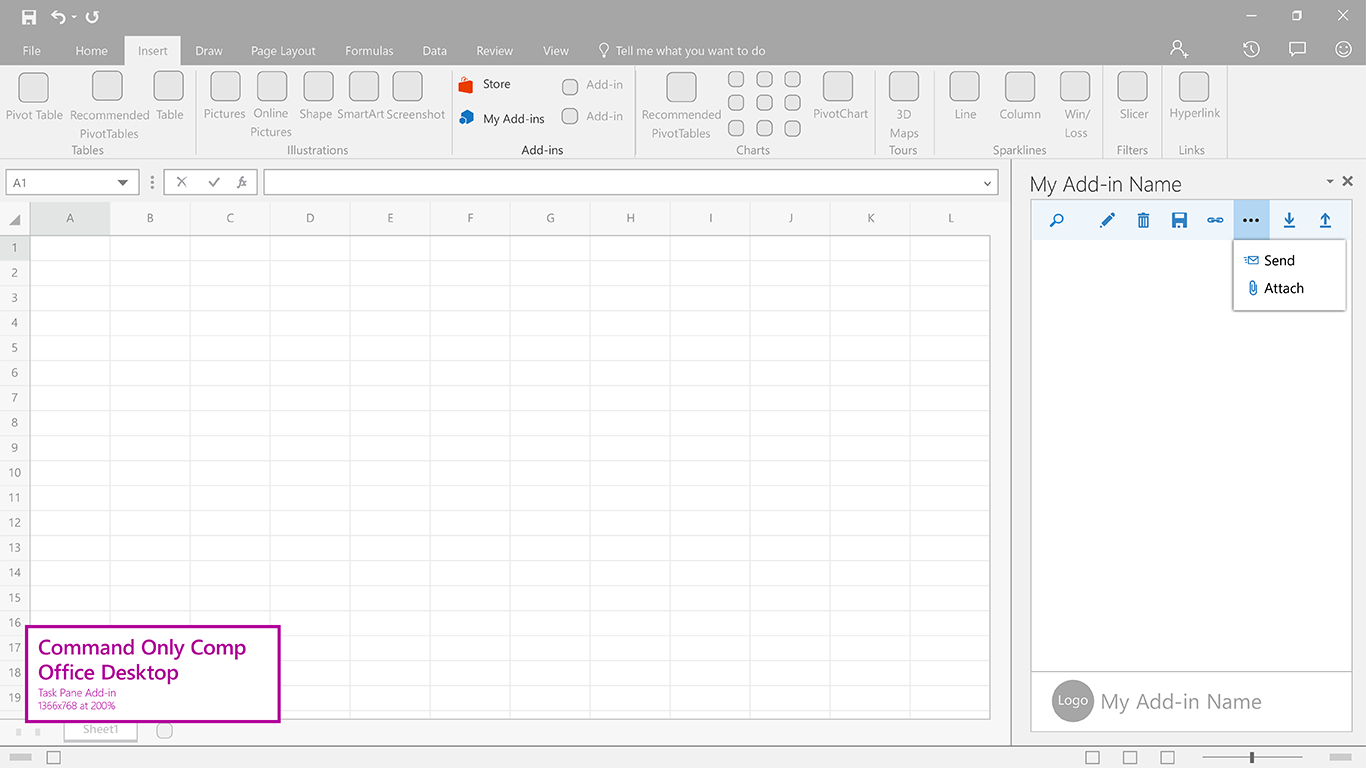 File Home Insert Draw Page Layout Formulas Data Review View Tell me what you want to do
Pivot Table
Recommended
PivotTables
Table
Tables
Pictures
Online
Pictures
Shape
SmartArt
Screenshot
Illustrations
Store
My Add-ins
Add-in
Add-in
Add-ins
Recommended
PivotTables
PivotChart
Charts
3D
Maps
Tours
Line
Column
Win/
Loss
Sparklines
Slicer
Filters
Hyperlink
Links
A1
fx
My Add-in Name
Send
Attach
A B C D E F G H I J K L
1
2
3
4
5
6
7
8
9
10
11
12
13
14
15
16
17
18
19
Command Only Comp
Office Desktop
Task Pane Add-in
1366x768 at 200%
Sheet1
Logo
My Add-in Name